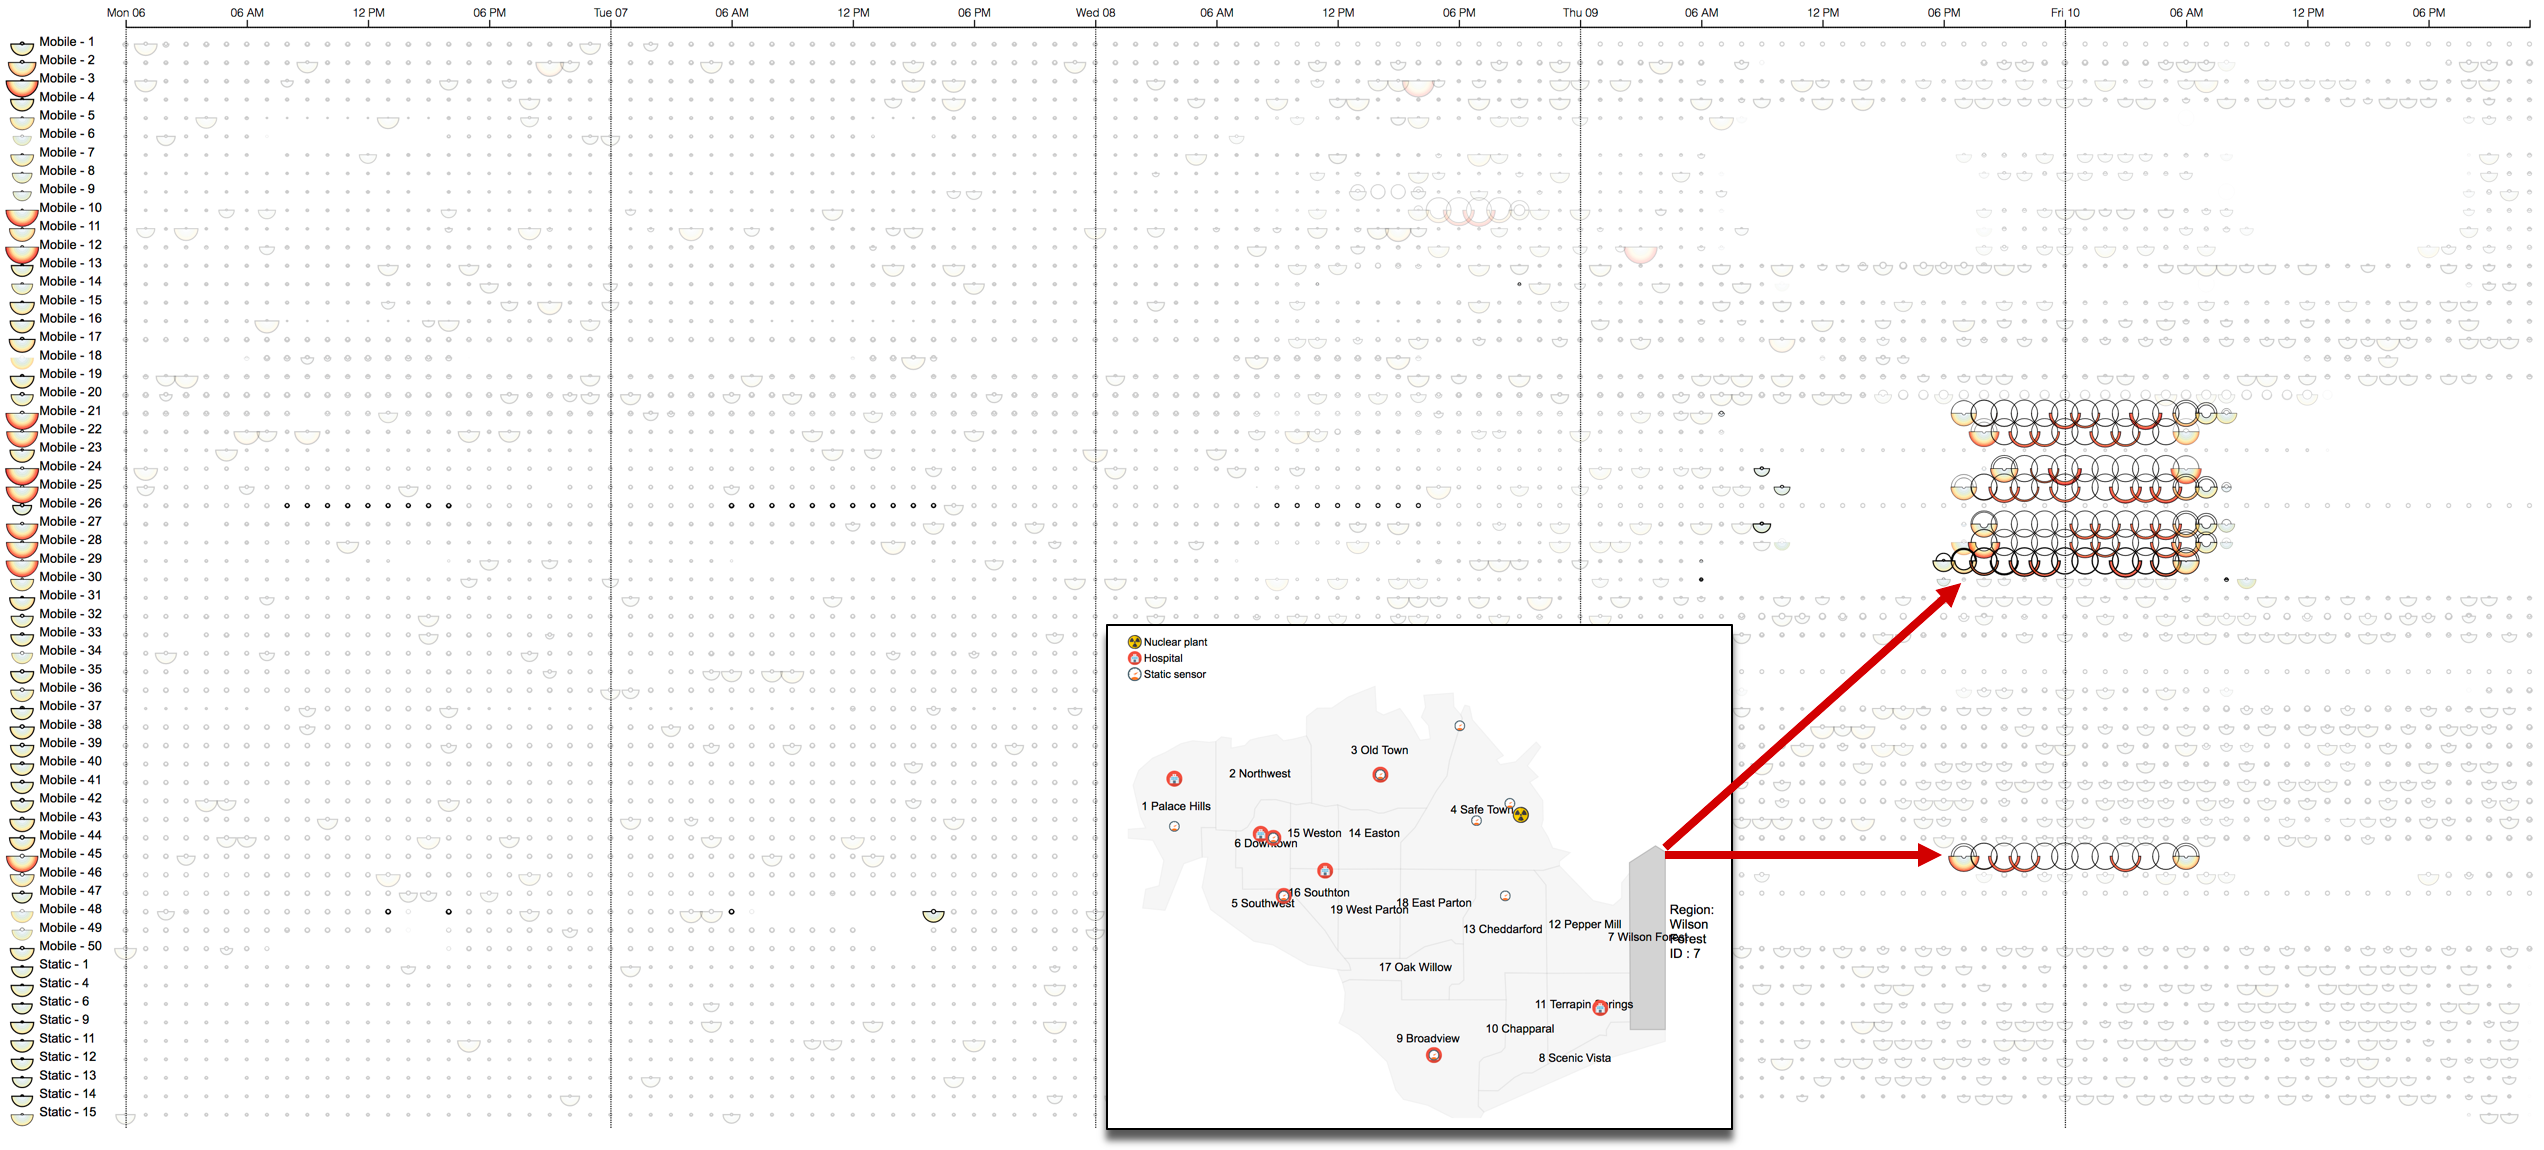 Mon 06 06 AM 12 PM 06 PM Tue 07 06 AM 12 PM 06 PM Wed 08 06 AM 12 PM 06 PM Thu 09 06 AM 12 PM 06 PM Fri 10 06 AM 12 PM 06 PM
Mobile - 1
Mobile - 2
Mobile - 3
Mobile - 4
Mobile - 5
Mobile - 6
Mobile - 7
Mobile - 8
Mobile - 9
Mobile - 10
Mobile - 11
Mobile - 12
Mobile - 13
Mobile - 14
Mobile - 15
Mobile - 16
Mobile - 17
Mobile - 18
Mobile - 19
Mobile - 20
Mobile - 21
Mobile - 22
Mobile - 23
Mobile - 24
Mobile - 25
Mobile - 26
Mobile - 27
Mobile - 28
Mobile - 29
Mobile - 30
Mobile - 31
Mobile - 32
Mobile - 33
Mobile - 34
Mobile - 35
Mobile - 36
Mobile - 37
Mobile - 38
Mobile - 39
Mobile - 40
Mobile - 41
Mobile - 42
Mobile - 43
Mobile - 44
Mobile - 45
Mobile - 46
Mobile - 47
Mobile - 48
Mobile - 49
Mobile - 50
Static - 1
Static - 4
Static - 6
Static - 9
Static - 11
Static - 12
Static - 13
Static - 14
Static - 15
Nuclear plant
Hospital
Static sensor
3 Old Town
2 Northwest
1 Palace Hills
4 Safe Town
15 Weston
14 Easton
6 Downtown
16 Southton
5 Southwest
19 West Parton
18 East Parton
13 Cheddarford
12 Pepper Mill
7 Wilson Forest
Region:
Wilson
Forest
ID : 7
17 Oak Willow
11 Terrapin Springs
10 Chapparal
9 Broadview
8 Scenic Vista